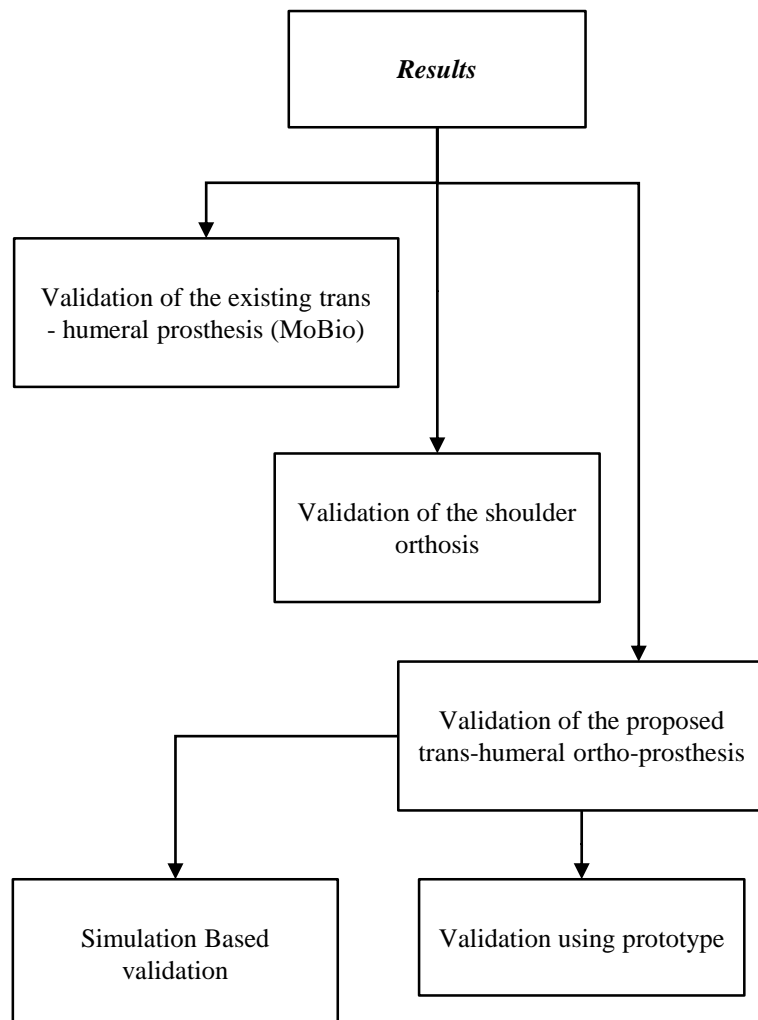 Results
Validation of the existing trans
- humeral prosthesis (MoBio)
Validation of the shoulder
orthosis
Validation of the proposed
trans-humeral ortho-prosthesis
Simulation Based
validation
Validation using prototype